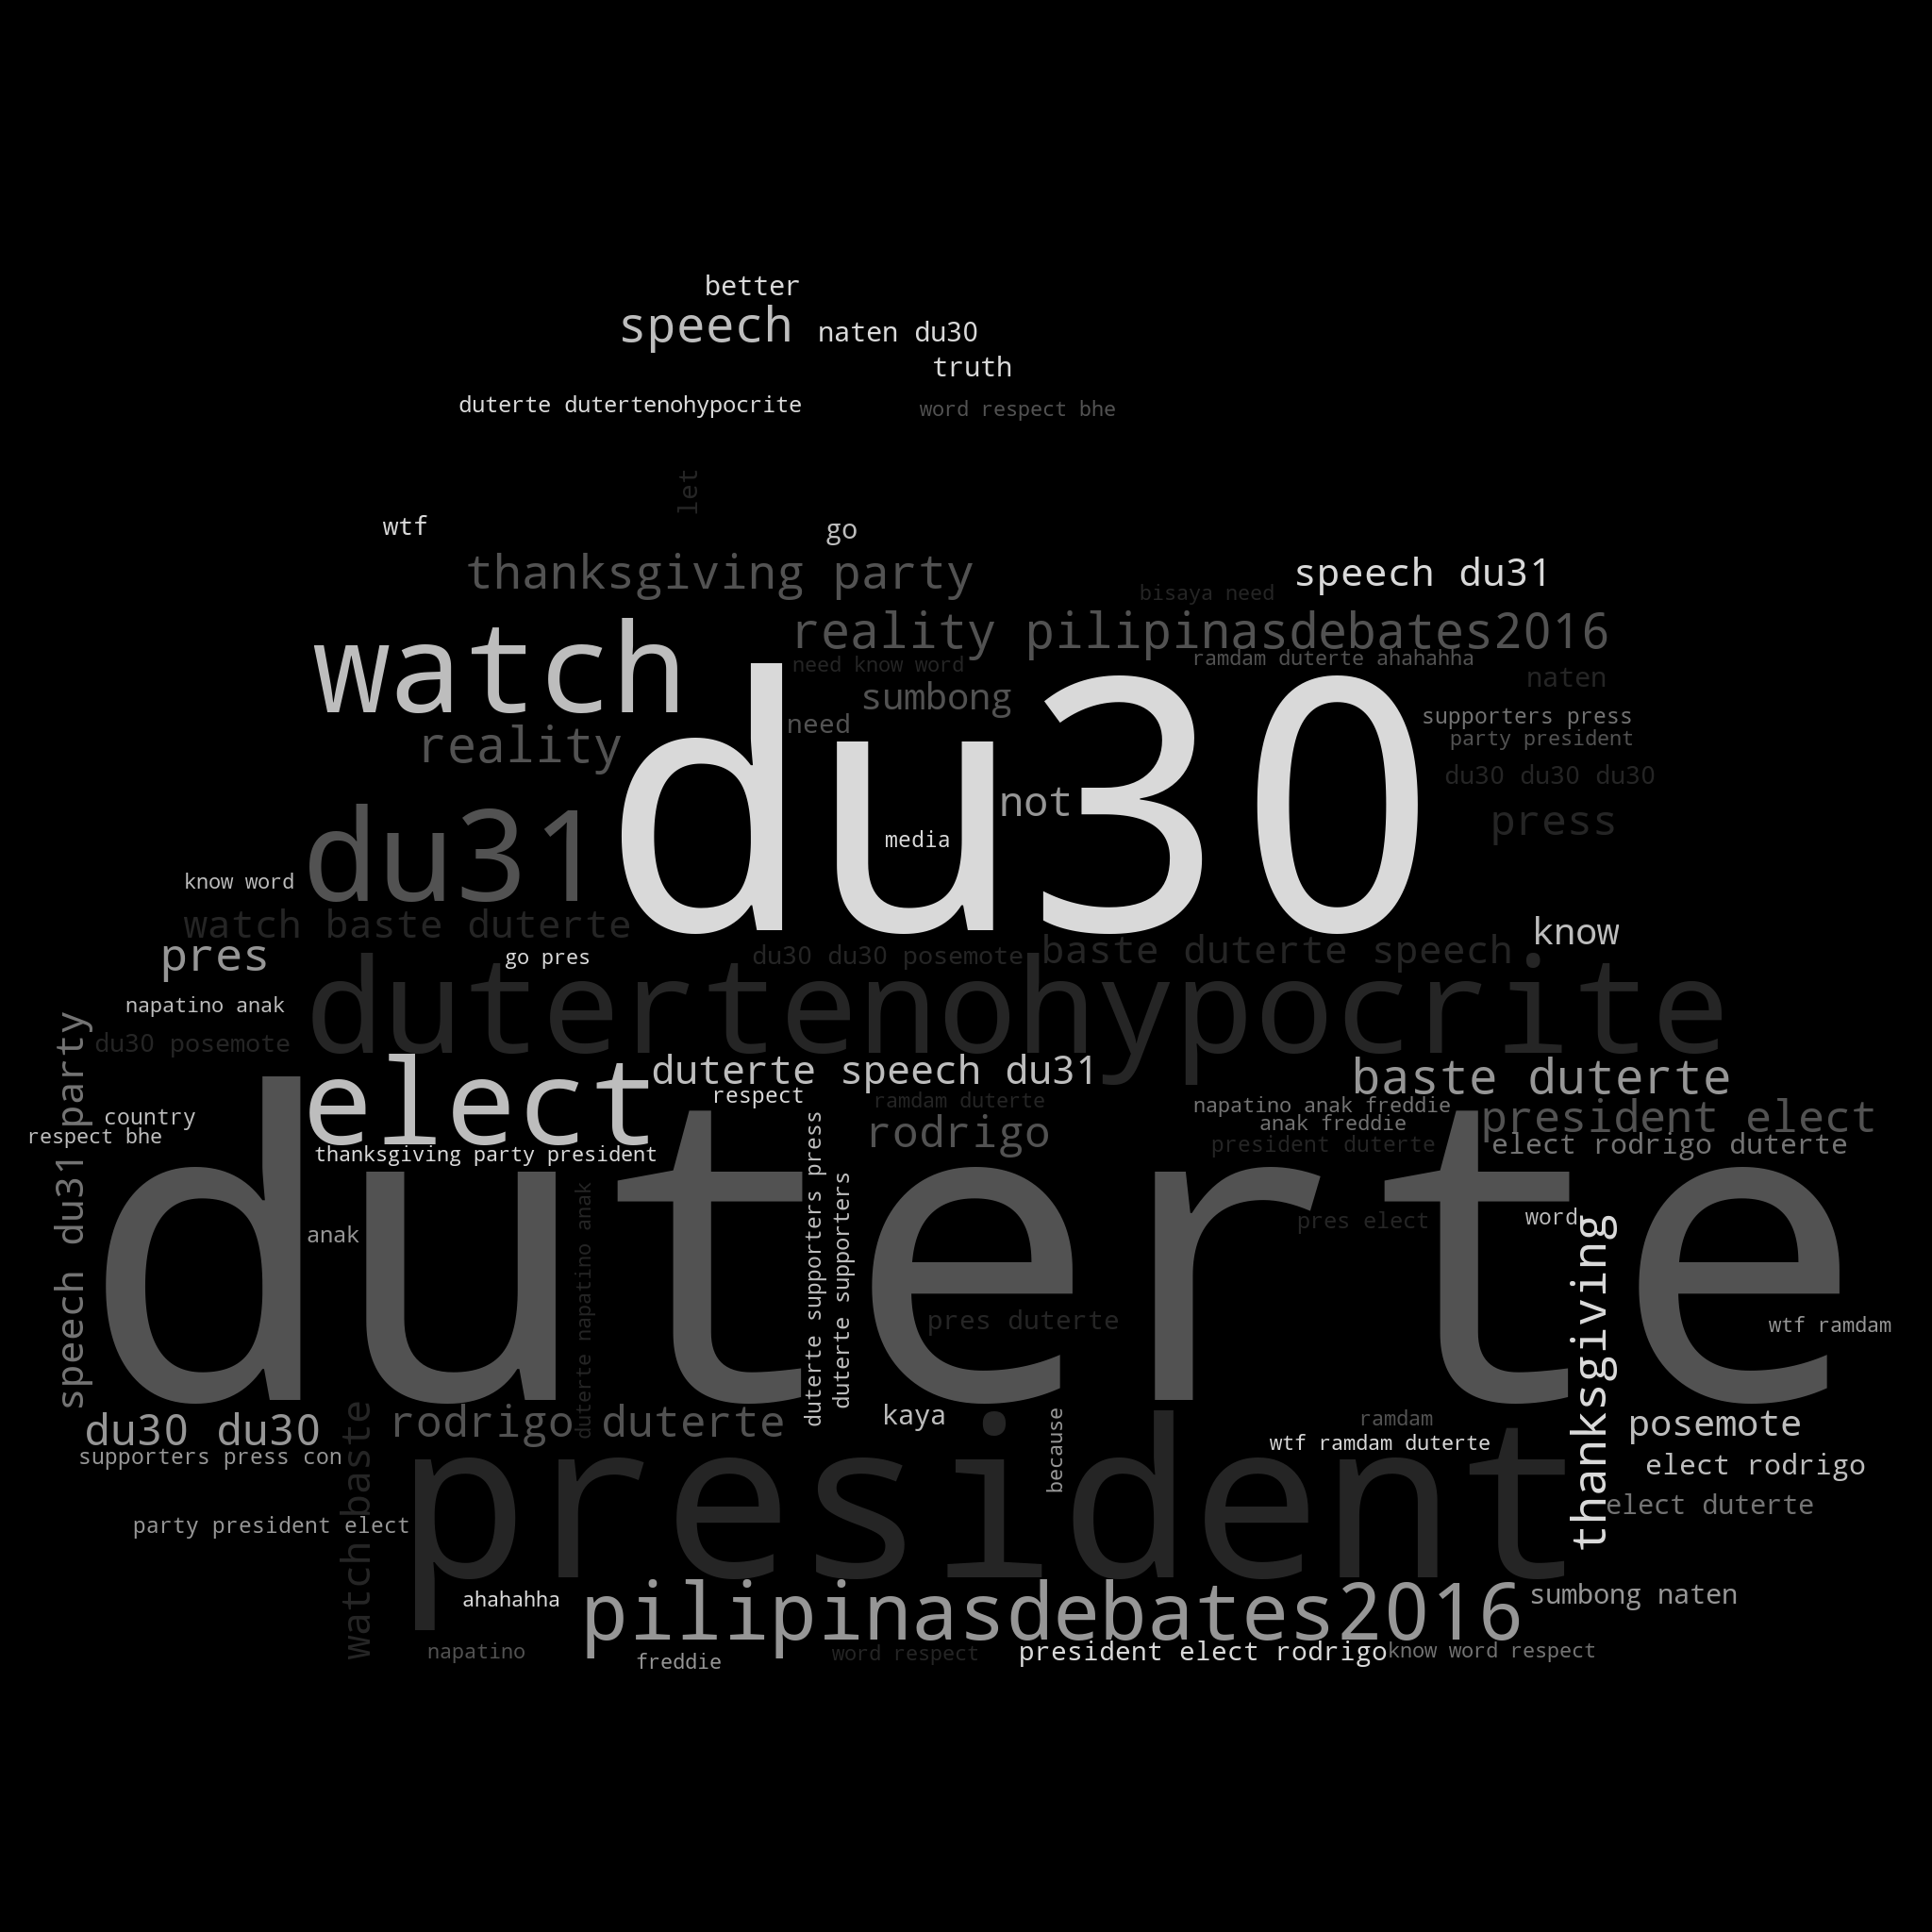 better
speech
naten du30
truth
duterte dutertenohypocrite
word respect bhe
let
wtf
go
thanksgiving party
speech du31
bisaya need
reality pilipinasdebates2016
watch
need know word
ramdam duterte ahahahha
naten
sumbong
du30
need
supporters press
reality
party president
du30 du30 du30
not
press
du31
media
know word
watch baste duterte
know
pres
go pres
du30 du30 posemote
baste duterte speech
napatino anak
dutertenohypocrite
speech du31 party
du30 posemote
elect
duterte speech du31
baste duterte
respect
ramdam duterte
napatino anak freddie
country
president elect
anak freddie
respect bhe
rodrigo
president duterte
elect rodrigo duterte
thanksgiving party president
duterte
duterte supporters press
duterte supporters
duterte napatino anak
anak
pres elect
word
thanksgiving
pres duterte
wtf ramdam
du30 du30
rodrigo duterte
kaya
because
ramdam
posemote
wtf ramdam duterte
supporters press con
elect rodrigo
watch baste
president
elect duterte
party president elect
ahahahha
pilipinasdebates2016
sumbong naten
napatino
freddie
word respect
president elect rodrigo
know word respect